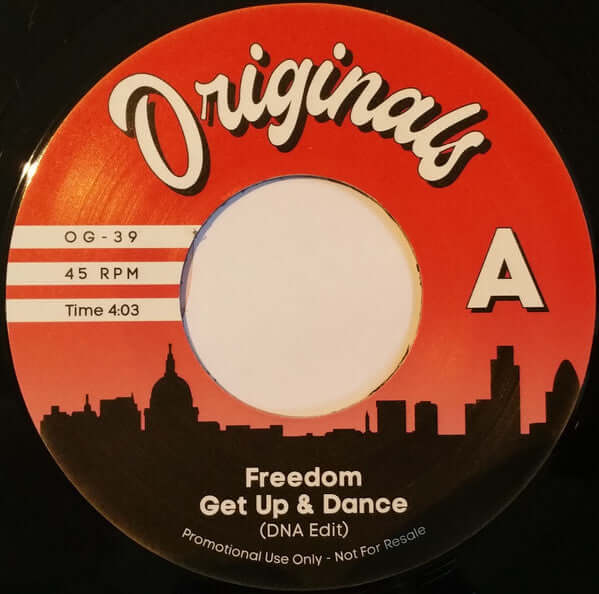 Originals
OG-39
45 RPM
Time 4:03
A
Freedom
Get Up & Dance
(DNA Edit)
Promotional Use Only - Not For Resale